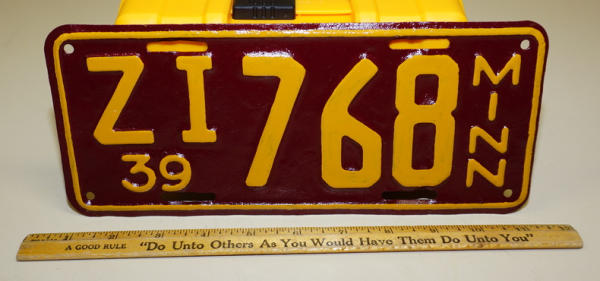 ZI 768
39
MINN
A GOOD RULE "Do Unto Others As You Would Have Them Do Unto You"